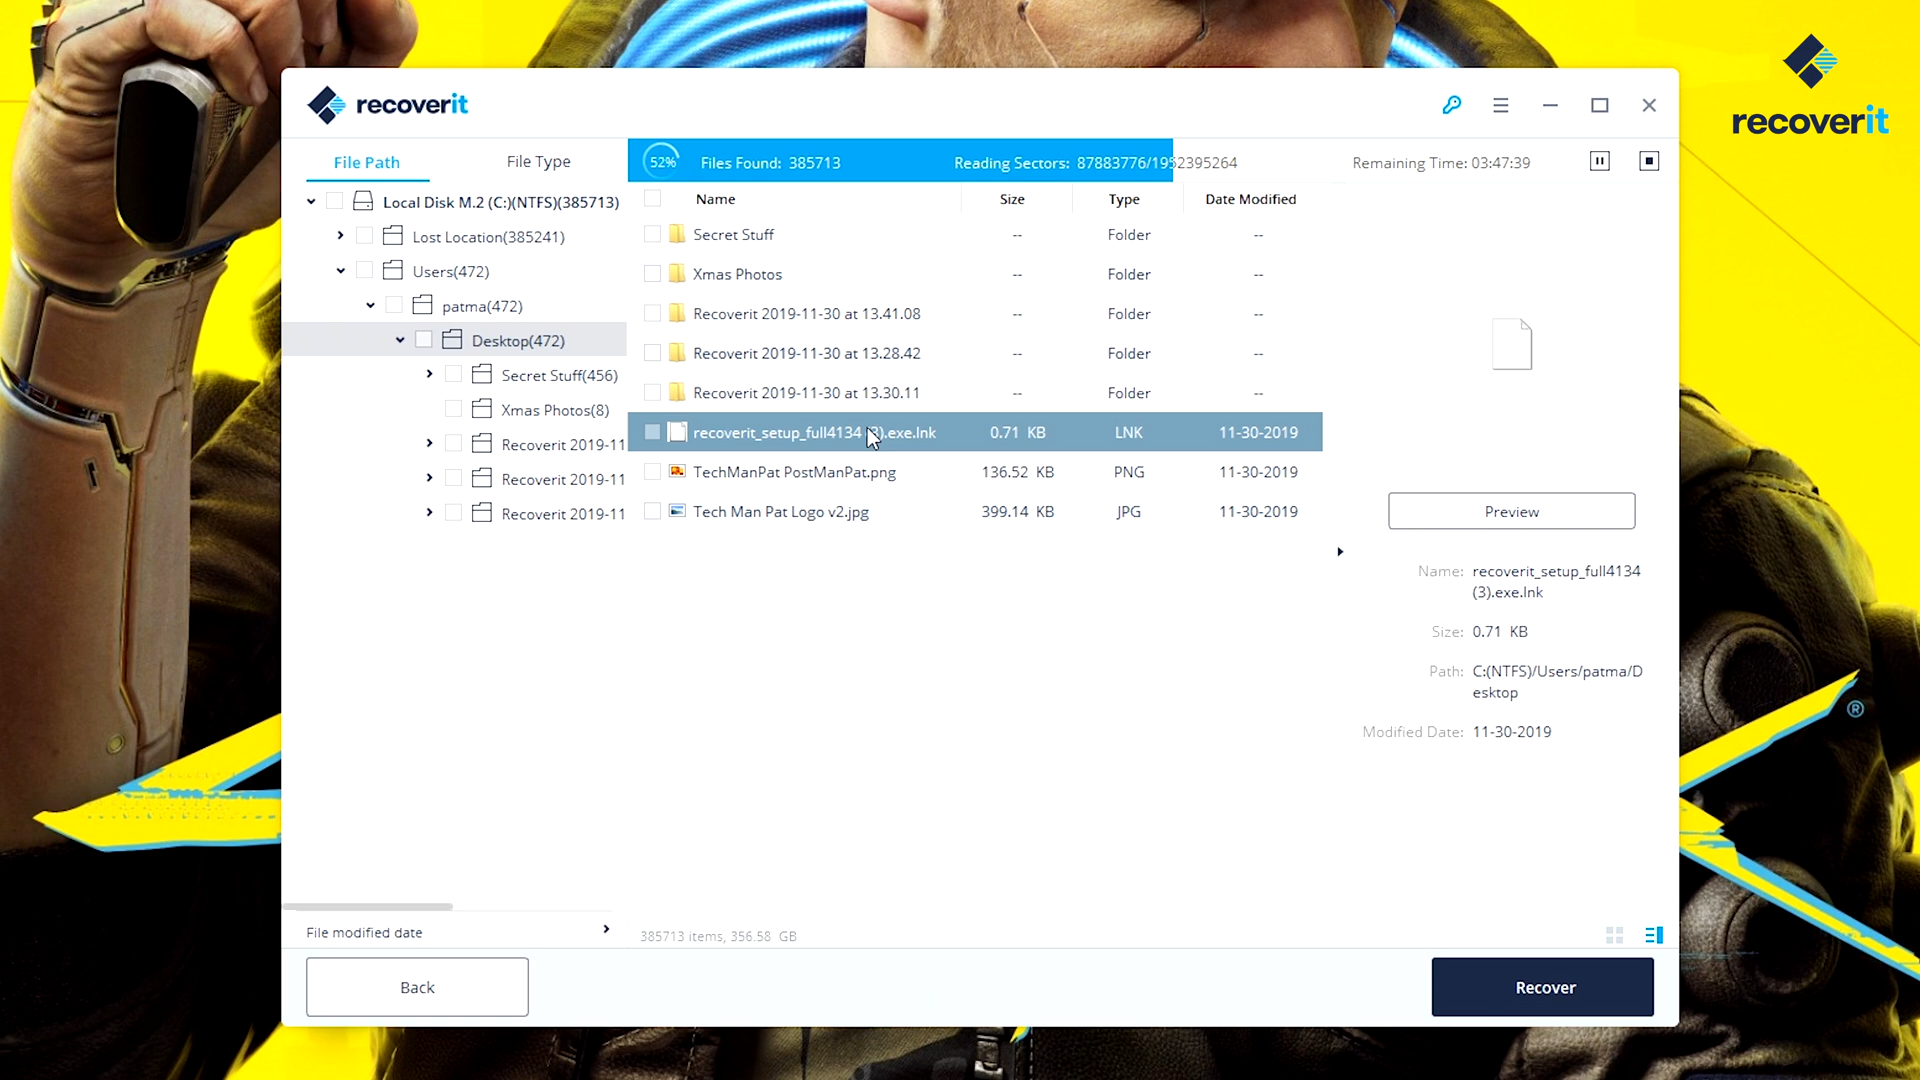 recoverit
recoverit
File Path
File Type
52%
Files Found: 385713
Reading Sectors: 87883776/1952395264
Remaining Time: 03:47:39
Local Disk M.2 (C:)(NTFS)(385713)
Lost Location(385241)
Users(472)
patma(472)
Desktop(472)
Secret Stuff(456)
Xmas Photos(8)
Recoverit 2019-11
Recoverit 2019-11
Recoverit 2019-11
Name Size Type Date Modified
Secret Stuff -- Folder --
Xmas Photos -- Folder --
Recoverit 2019-11-30 at 13.41.08 -- Folder --
Recoverit 2019-11-30 at 13.28.42 -- Folder --
Recoverit 2019-11-30 at 13.30.11 -- Folder --
recoverit_setup_full4134 (3).exe.lnk 0.71 KB LNK 11-30-2019
TechManPat PostManPat.png 136.52 KB PNG 11-30-2019
Tech Man Pat Logo v2.jpg 399.14 KB JPG 11-30-2019
Preview
Name: recoverit_setup_full4134
(3).exe.lnk
Size: 0.71 KB
Path: C:(NTFS)/Users/patma/D
esktop
Modified Date: 11-30-2019
®
File modified date
385713 items, 356.58 GB
Back
Recover